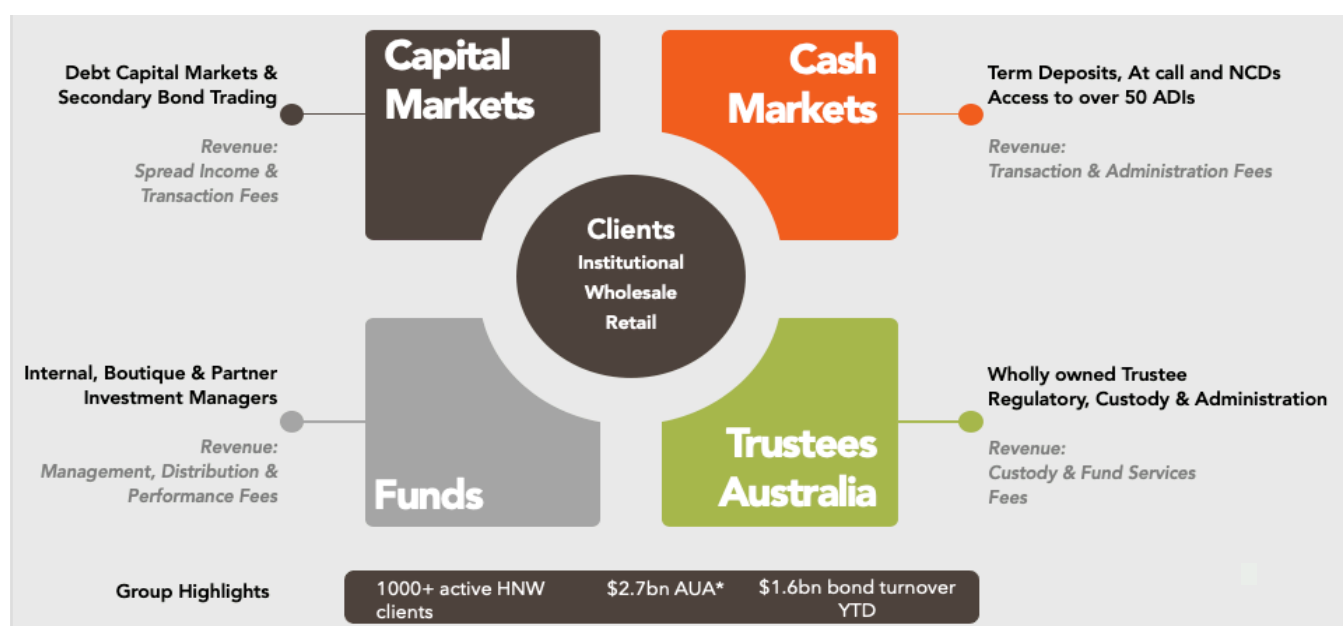 Capital
Markets
Debt Capital Markets &
Secondary Bond Trading
Revenue:
Spread Income &
Transaction Fees
Cash
Markets
Term Deposits, At call and NCDs
Access to over 50 ADIs
Revenue:
Transaction & Administration Fees
Clients
Institutional
Wholesale
Retail
Internal, Boutique & Partner
Investment Managers
Revenue:
Management, Distribution &
Performance Fees
Funds
Wholly owned Trustee
Regulatory, Custody & Administration
Revenue:
Custody & Fund Services
Fees
Trustees
Australia
Group Highlights
1000+ active HNW
clients
$2.7bn AUA*
$1.6bn bond turnover
YTD